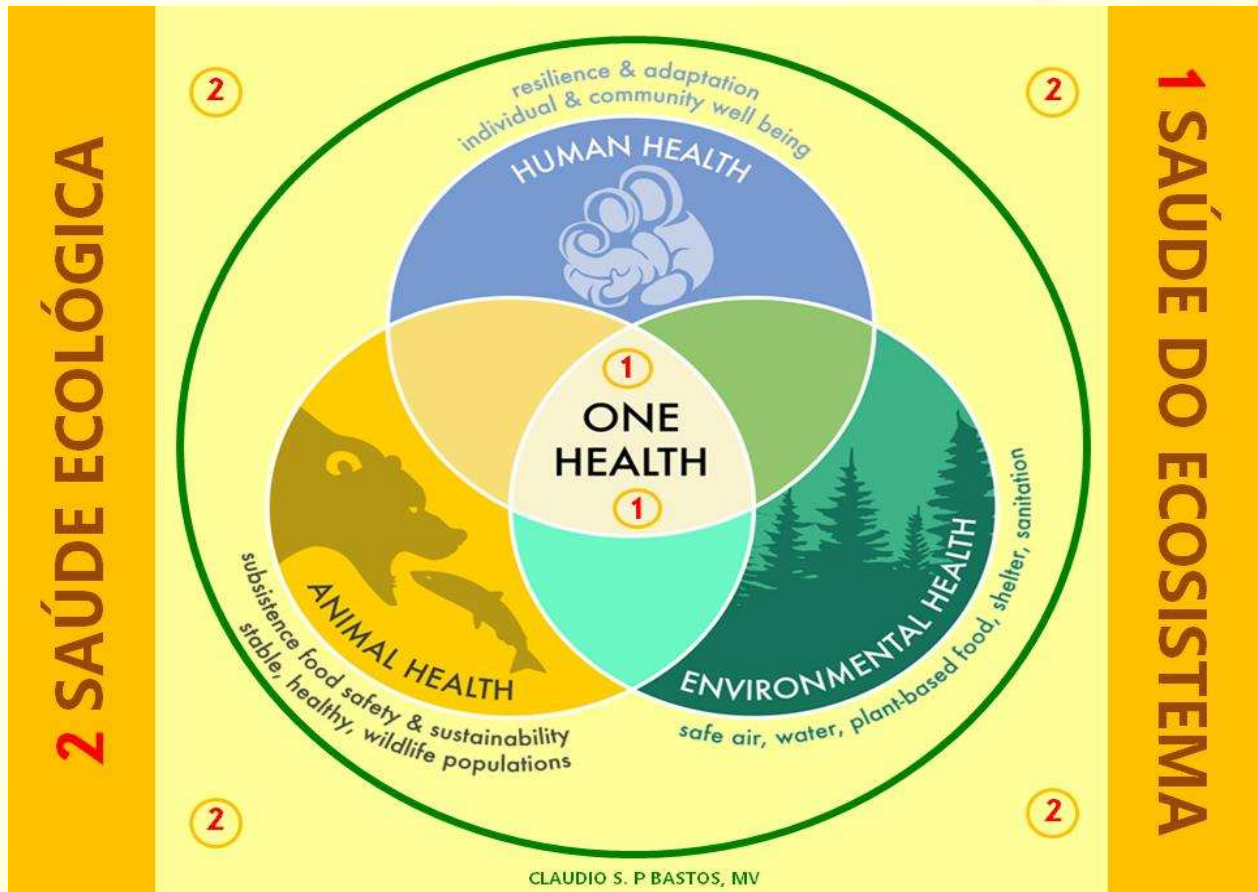 2 SAÚDE ECOLÓGICA
2
2
resilience & adaptation
individual & community well being
HUMAN HEALTH
1
ONE
HEALTH
1
ANIMAL HEALTH
subsistence food safety & sustainability
stable, healthy, wildlife populations
ENVIRONMENTAL HEALTH
safe air, water, plant-based food, shelter, sanitation
2
2
CLAUDIO S. P BASTOS, MV
1 SAÚDE DO ECOSISTEMA